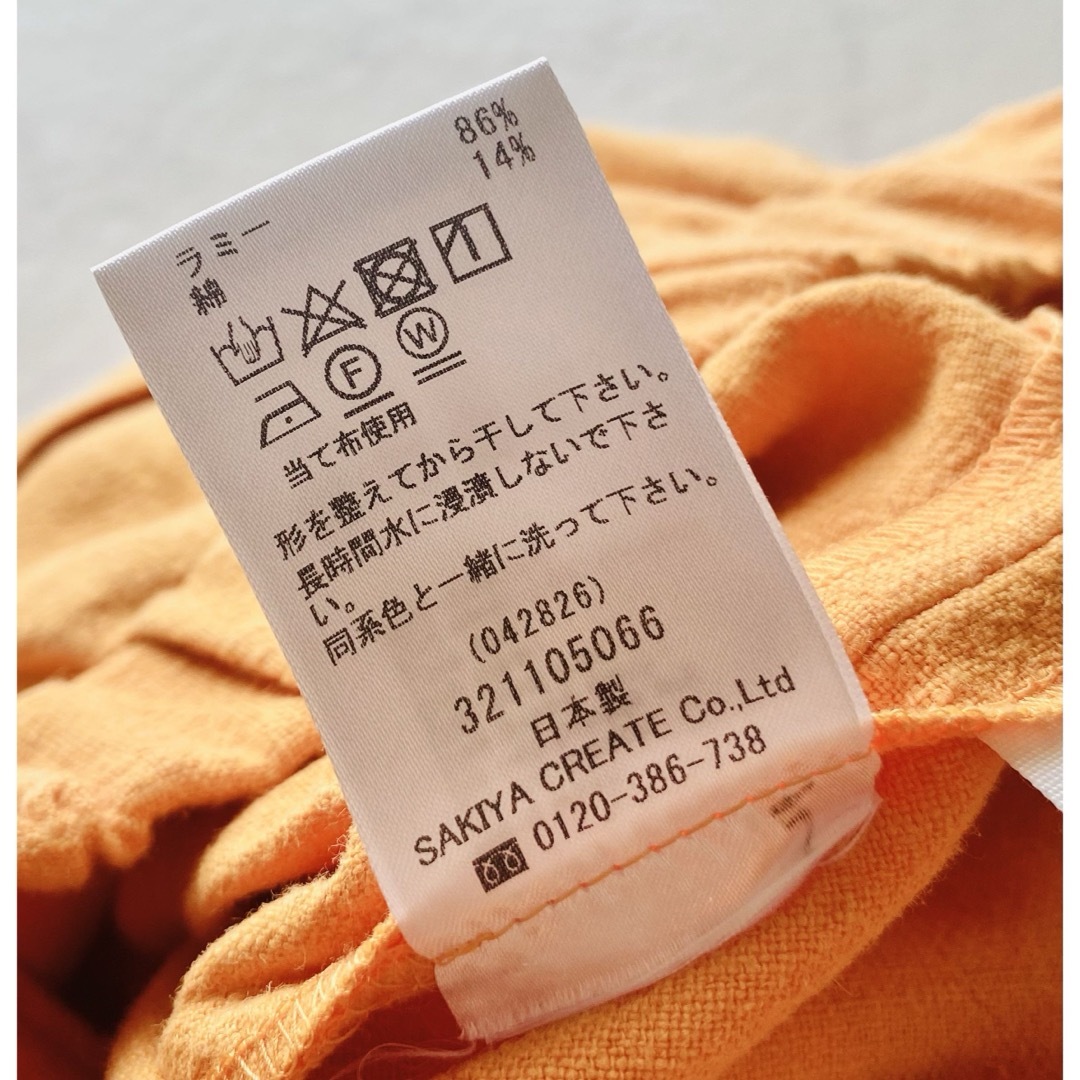 ラミー 86%
綿 14%
F W
当て布使用
形を整えてから干して下さい。
長時間水に浸漬しないで下さ
い。
同系色と一緒に洗って下さい。
(042826)
321105066
日本製
SAKIYA CREATE Co.,Ltd
0120-386-738